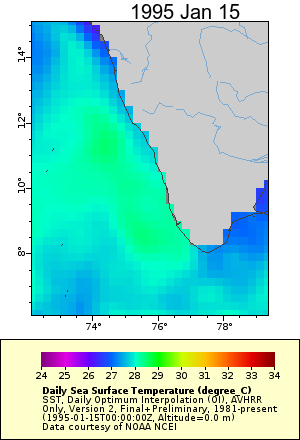 1995 Jan 15
14°
12°
10°
8°
74°
76°
78°
24 25 26 27 28 29 30 31 32 33 34
Daily Sea Surface Temperature (degree_C)
SST, Daily Optimum Interpolation (OI), AVHRR
Only, Version 2, Final+Preliminary, 1981-present
(1995-01-15T00:00:00Z, Altitude=0.0 m)
Data courtesy of NOAA NCEI